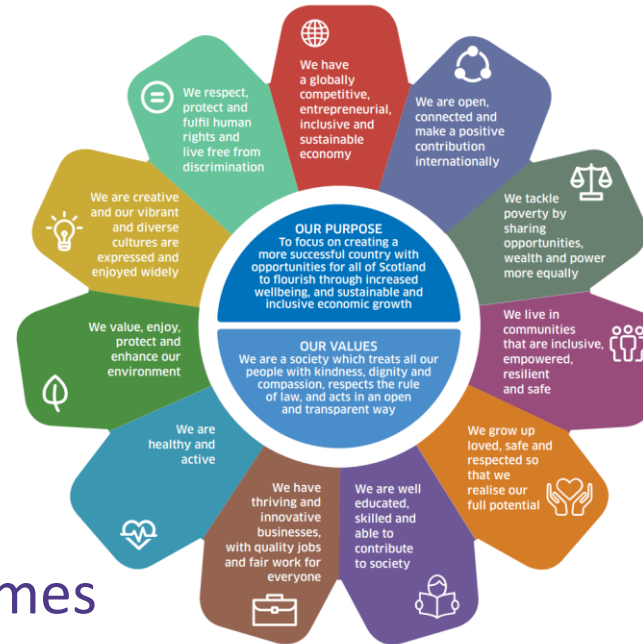 We have
a globally
competitive,
entrepreneurial,
inclusive and
sustainable
economy
We are open,
connected and
make a positive
contribution
internationally
We tackle
poverty by
sharing
opportunities,
wealth and power
more equally
We live in
communities
that are inclusive,
empowered,
resilient
and safe
We grow up
loved, safe and
respected so
that we
realise our
full potential
We are well
educated,
skilled and
able to
contribute
to society
We have
thriving and
innovative
businesses,
with quality jobs
and fair work for
everyone
We are
healthy and
active
We value, enjoy,
protect and
enhance our
environment
We are creative
and our vibrant
and diverse
cultures are
expressed and
enjoyed widely
We respect,
protect and
fulfil human
rights and
live free from
discrimination
OUR PURPOSE
To focus on creating a
more successful country with
opportunities for all of Scotland
to flourish through increased
wellbeing, and sustainable and
inclusive economic growth
OUR VALUES
We are a society which treats all our
people with kindness, dignity and
compassion, respects the rule
of law, and acts in an open
and transparent way
mes